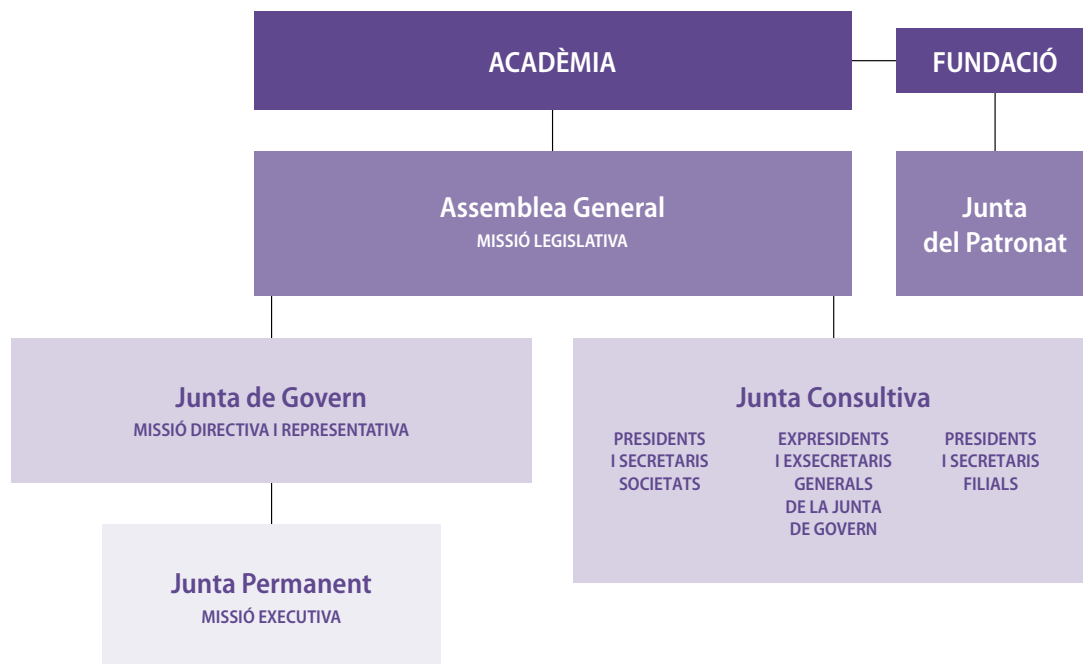 ACADÈMIA
FUNDACIÓ
Assemblea General
MISSIÓ LEGISLATIVA
Junta
del Patronat
Junta de Govern
MISSIÓ DIRECTIVA I REPRESENTATIVA
Junta Consultiva
PRESIDENTS
I SECRETARIS
SOCIETATS
EXPRESIDENTS
I EXSECRETARIS
GENERALS
DE LA JUNTA
DE GOVERN
PRESIDENTS
I SECRETARIS
FILIALS
Junta Permanent
MISSIÓ EXECUTIVA